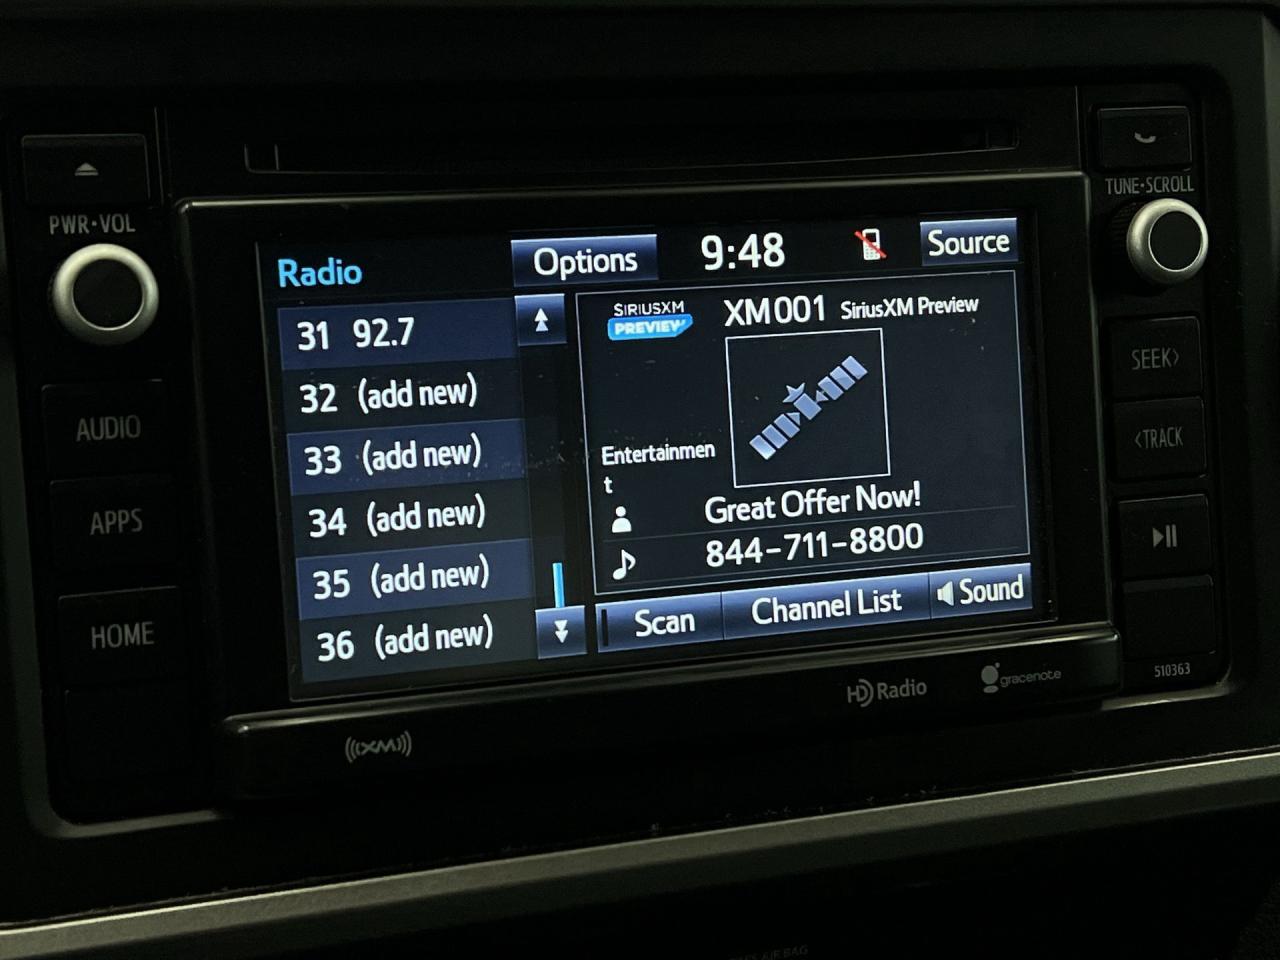 PWR•VOL
AUDIO
APPS
HOME
Radio
Options
9:48
Source
31 92.7
32 (add new)
33 (add new)
34 (add new)
35 (add new)
36 (add new)
SIRIUSXM
PREVIEW
XM001 SiriusXM Preview
Entertainmen
t
Great Offer Now!
844-711-8800
Scan
Channel List
Sound
TUNE•SCROLL
SEEK>
<TRACK
510363
((XM))
HD Radio
gracenote
AIRBAG